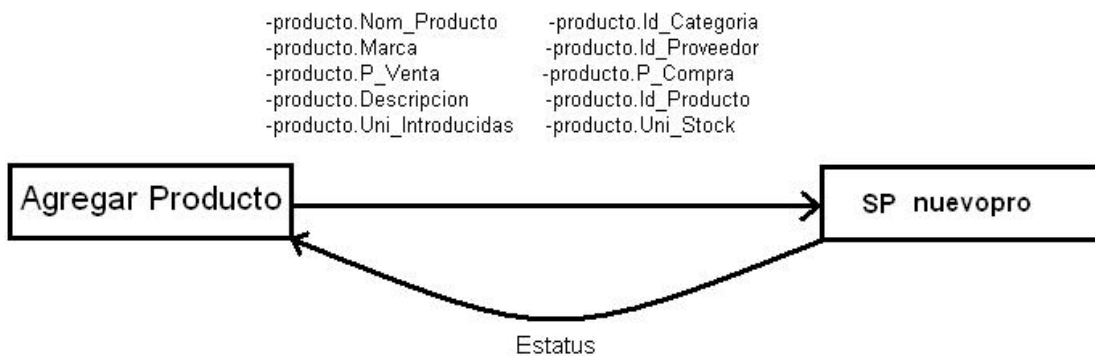 -producto.Nom_Producto -producto.Id_Categoria
-producto.Marca -producto.Id_Proveedor
-producto.P_Venta -producto.P_Compra
-producto.Descripcion -producto.Id_Producto
-producto.Uni_Introducidas -producto.Uni_Stock
Agregar Producto
SP nuevopro
Estatus